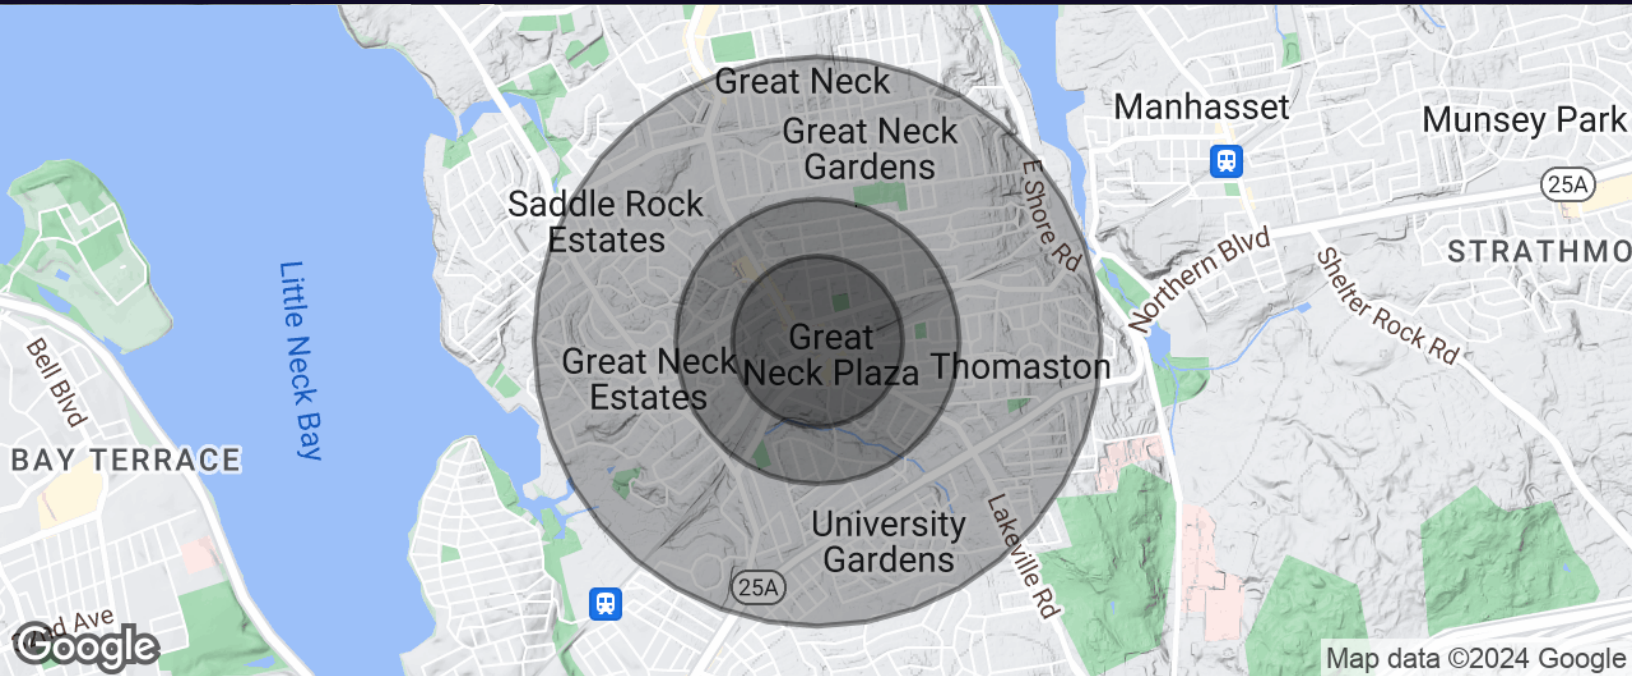 Great Neck
Great Neck
Gardens
Manhasset
Munsey Park
25A
Saddle Rock
Estates
E Shore Rd
Northern Blvd
STRATHMO
Shelter Rock Rd
Little Neck Bay
Bell Blvd
Great
Neck Plaza
Great Neck
Estates
Thomaston
BAY TERRACE
University
Gardens
Lakeville Rd
25A
Ave
Google
Map data ©2024 Google